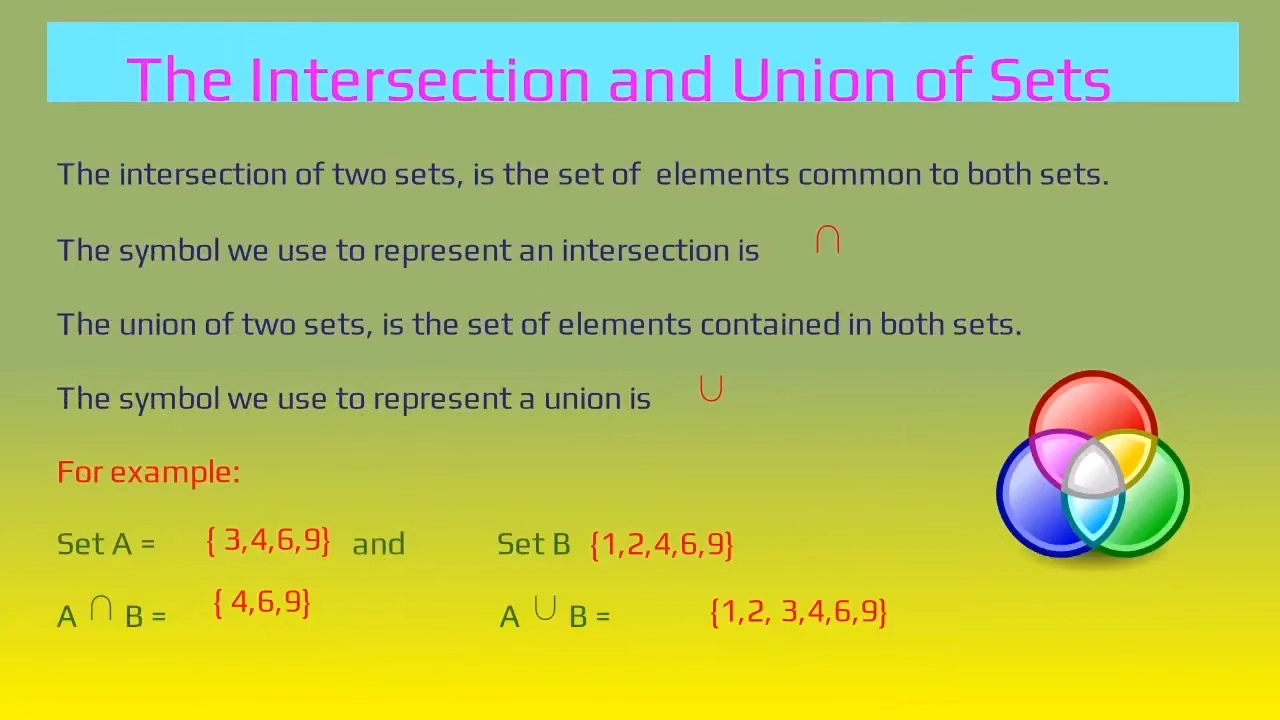 The Intersection and Union of Sets
The intersection of two sets, is the set of  elements common to both sets.
The symbol we use to represent an intersection is ∩
The union of two sets, is the set of elements contained in both sets.
The symbol we use to represent a union is ∪
For example:
Set A = { 3,4,6,9} and Set B {1,2,4,6,9}
A ∩ B = { 4,6,9} A ∪ B = {1,2, 3,4,6,9}